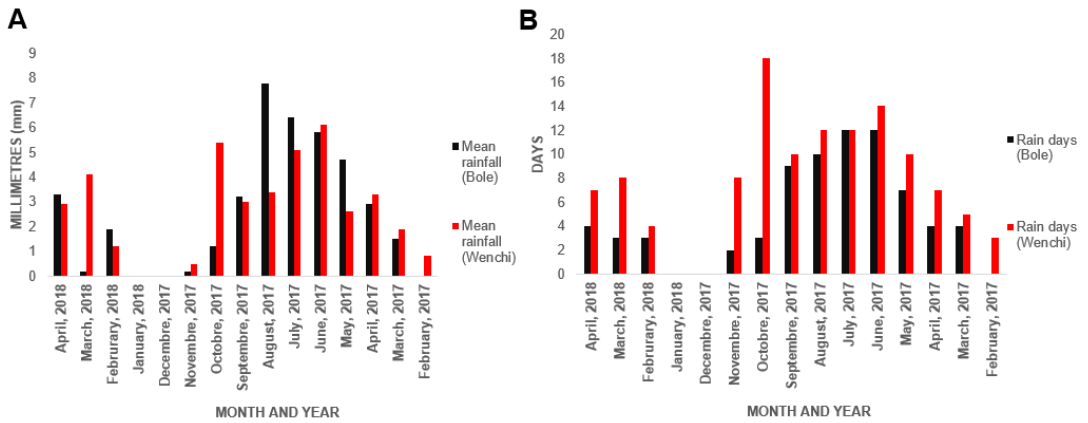 A
9
8
7
6
5
4
3
2
1
0
MILLIMETRES (mm)
April, 2018
March, 2018
Februrary, 2018
January, 2018
Decembre, 2017
Novembre, 2017
Octobre, 2017
Septembre, 2017
August, 2017
July, 2017
June, 2017
May, 2017
April, 2017
March, 2017
February, 2017
MONTH AND YEAR
Mean
rainfall
(Bole)
Mean
rainfall
(Wenchi)
B
20
18
16
14
12
10
8
6
4
2
0
DAYS
April, 2018
March, 2018
Februrary, 2018
January, 2018
Decembre, 2017
Novembre, 2017
Octobre, 2017
Septembre, 2017
August, 2017
July, 2017
June, 2017
May, 2017
April, 2017
March, 2017
February, 2017
MONTH AND YEAR
Rain days
(Bole)
Rain days
(Wenchi)